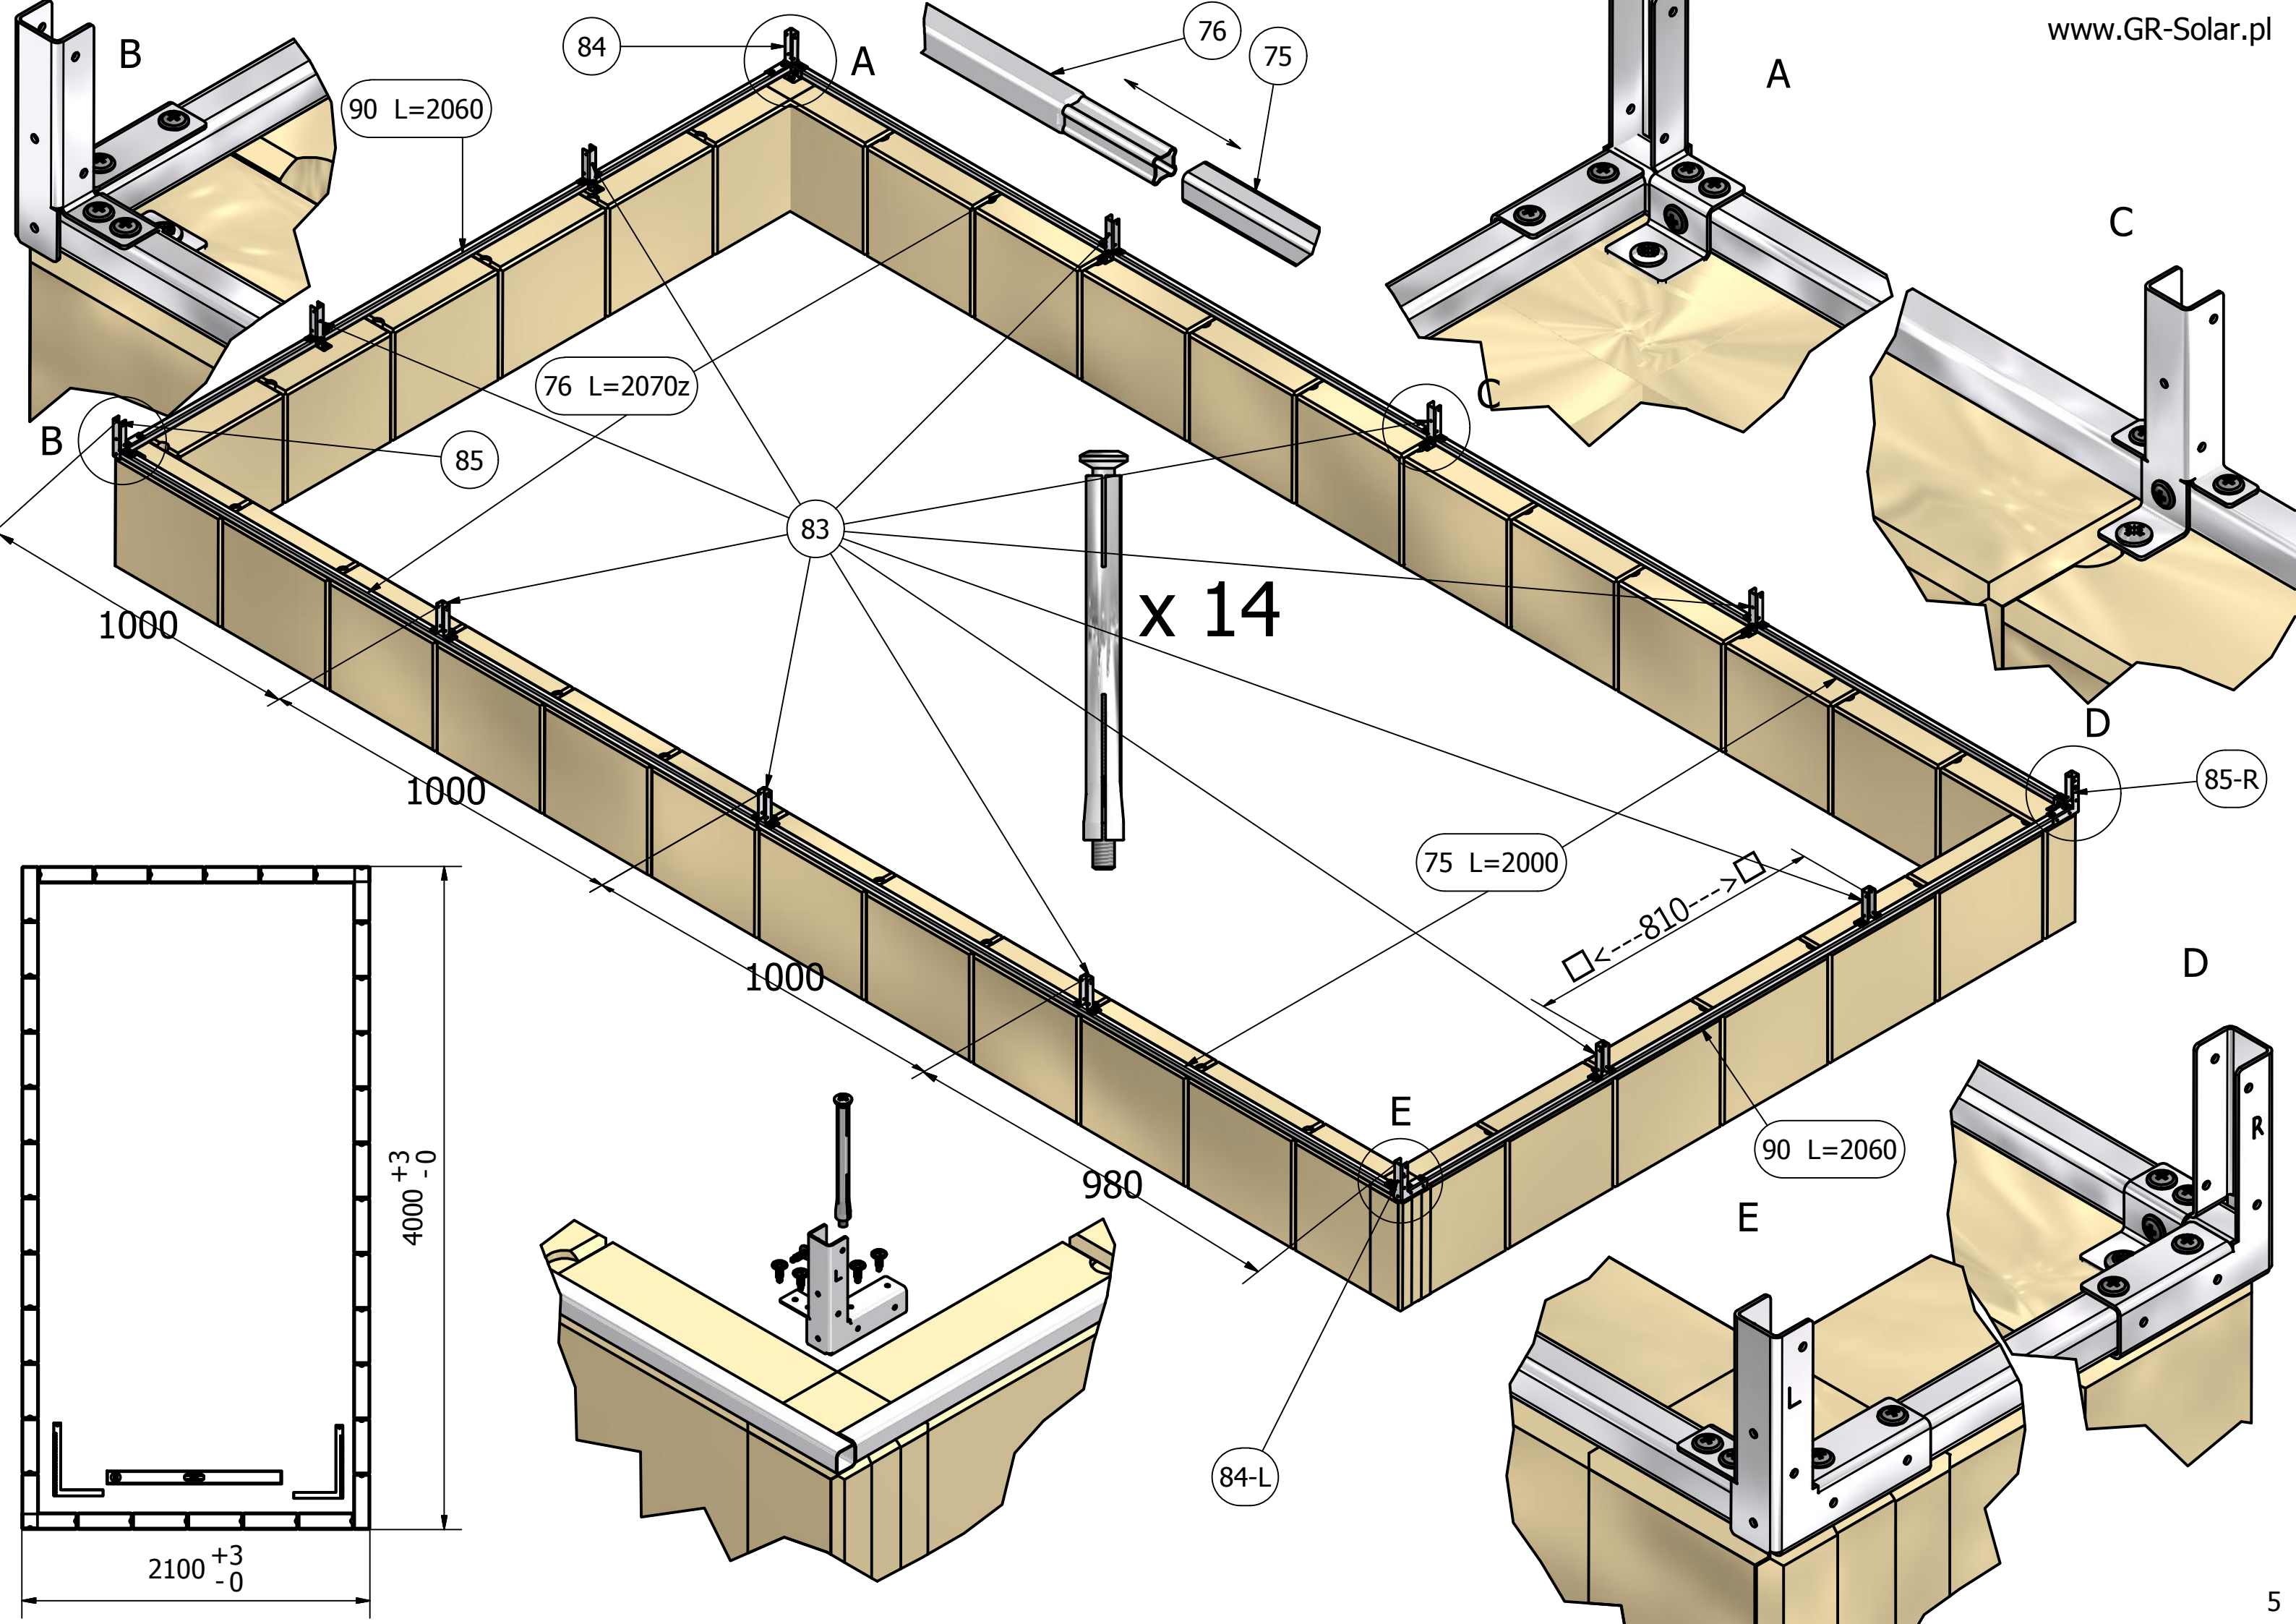 www.GR-Solar.pl
B
84
A
76
75
A
90 L=2060
C
76 L=2070z
C
B
85
83
x 14
1000
D
85-R
1000
75 L=2000
<----810---->
1000
D
E
980
90 L=2060
4000 +3 -0
R
E
L
L
84-L
2100 +3 -0
5